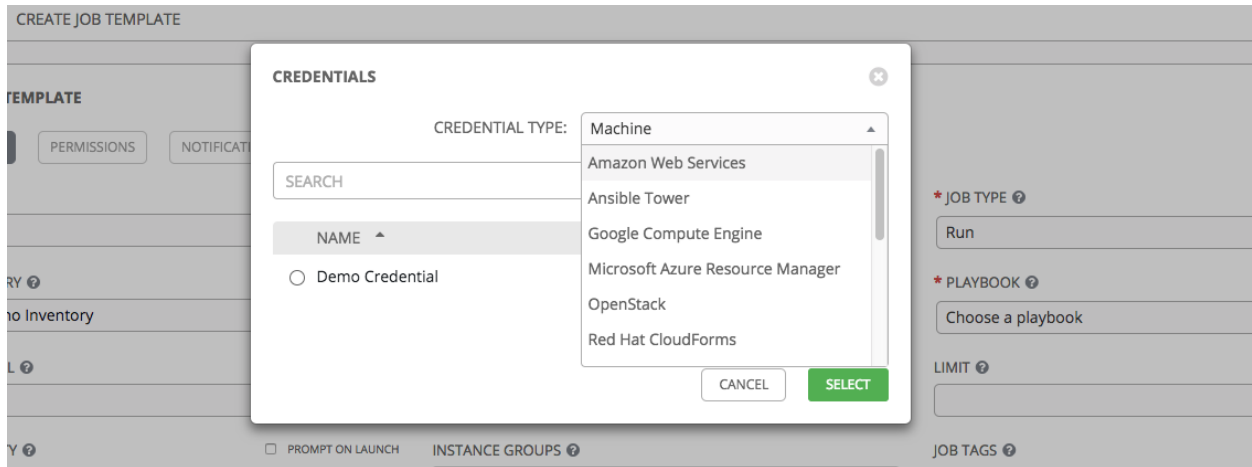 CREATE JOB TEMPLATE
TEMPLATE
PERMISSIONS
NOTIFICATI
CREDENTIALS
CREDENTIAL TYPE:
Machine
SEARCH
Amazon Web Services
Ansible Tower
Google Compute Engine
Microsoft Azure Resource Manager
OpenStack
Red Hat CloudForms
NAME
Demo Credential
CANCEL
SELECT
* JOB TYPE
Run
RY
no Inventory
* PLAYBOOK
Choose a playbook
L
LIMIT
TY
PROMPT ON LAUNCH
INSTANCE GROUPS
JOB TAGS